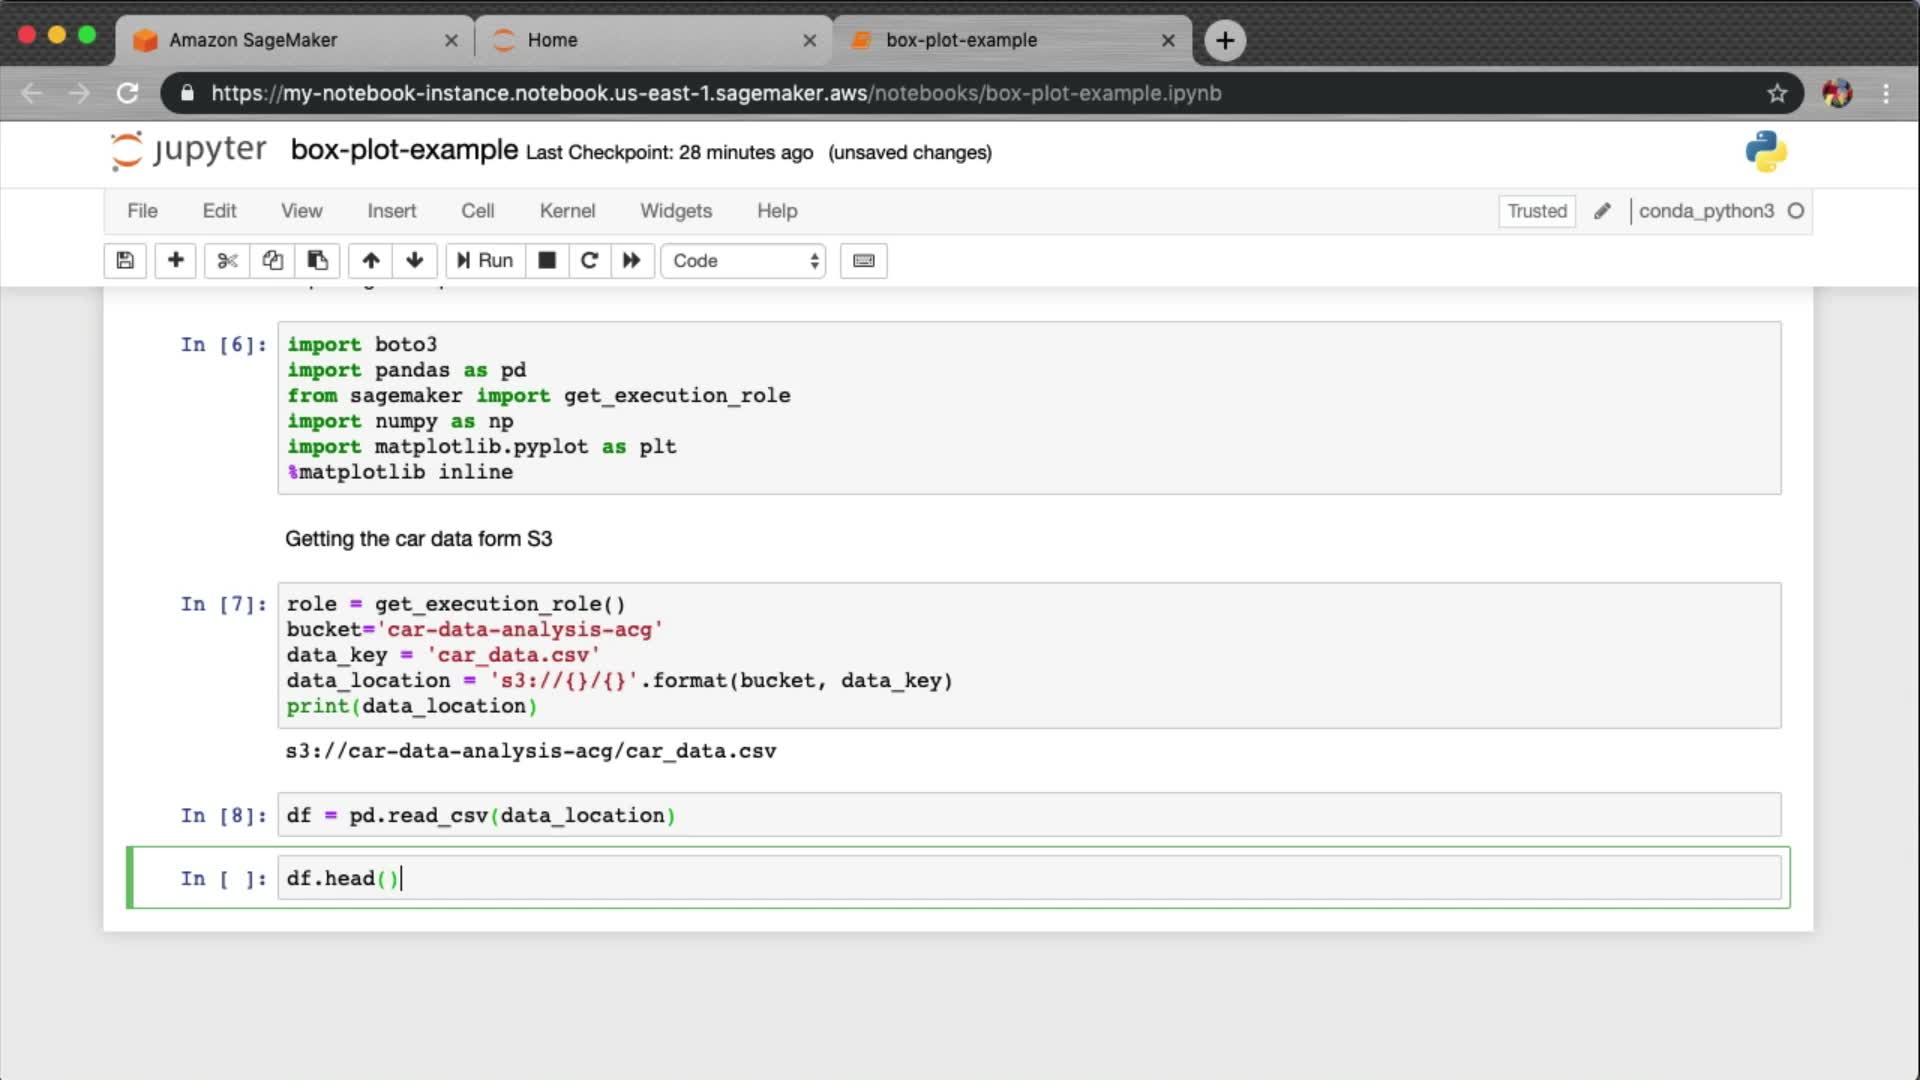 Amazon SageMaker
Home
box-plot-example
https://my-notebook-instance.notebook.us-east-1.sagemaker.aws/notebooks/box-plot-example.ipynb
jupyter box-plot-example Last Checkpoint: 28 minutes ago (unsaved changes)
File Edit View Insert Cell Kernel Widgets Help Trusted conda_python3
Run Code
In [6]: import boto3
import pandas as pd
from sagemaker import get_execution_role
import numpy as np
import matplotlib.pyplot as plt
%matplotlib inline
Getting the car data form S3
In [7]: role = get_execution_role()
bucket='car-data-analysis-acg'
data_key = 'car_data.csv'
data_location = 's3://{}/{}'.format(bucket, data_key)
print(data_location)
s3://car-data-analysis-acg/car_data.csv
In [8]: df = pd.read_csv(data_location)
In [ ]: df.head()